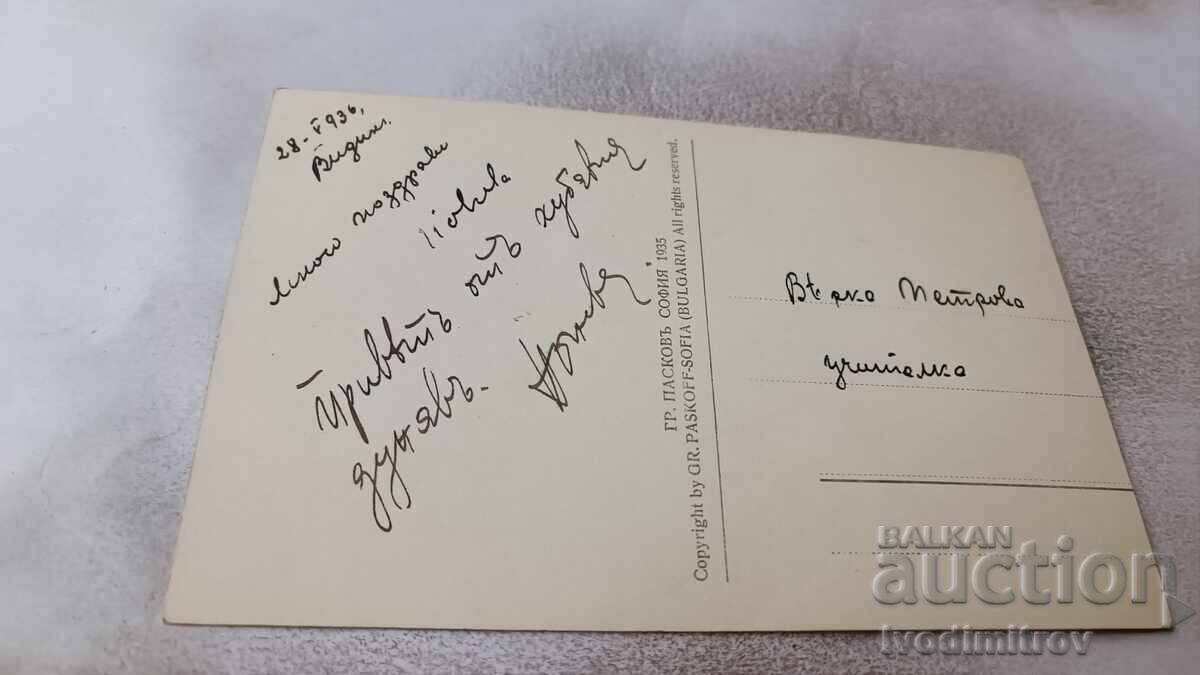 28-V 936,
Видинъ.
Много поздрави
Привѣтъ отъ хубавия
дунавъ.
ГР. ПАСКОВЪ СОФИЯ * 1935
Copyright by GR. PASKOFF-SOFIA (BULGARIA) All rights reserved.
Вѣрка Петрова
учителка
BALKAN
auction
Ivodimitrov